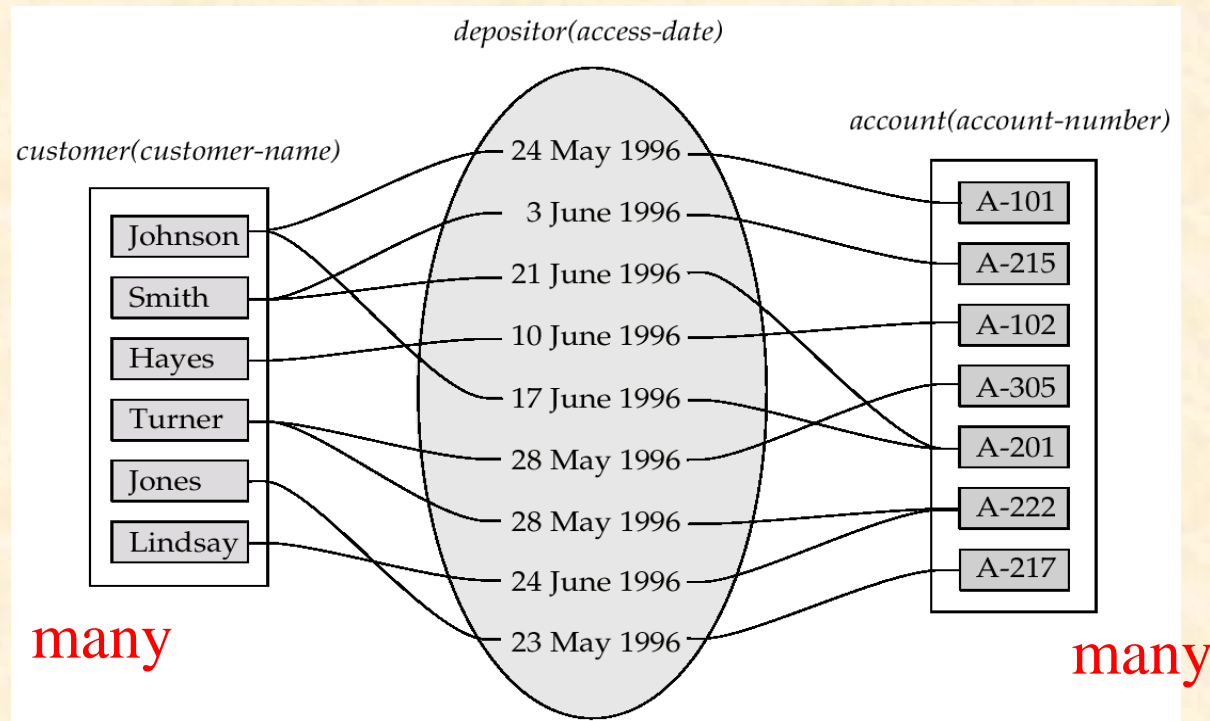 depositor(access-date)
customer(customer-name)
account(account-number)
Johnson
Smith
Hayes
Turner
Jones
Lindsay
24 May 1996
3 June 1996
21 June 1996
10 June 1996
17 June 1996
28 May 1996
28 May 1996
24 June 1996
23 May 1996
A-101
A-215
A-102
A-305
A-201
A-222
A-217
many
many